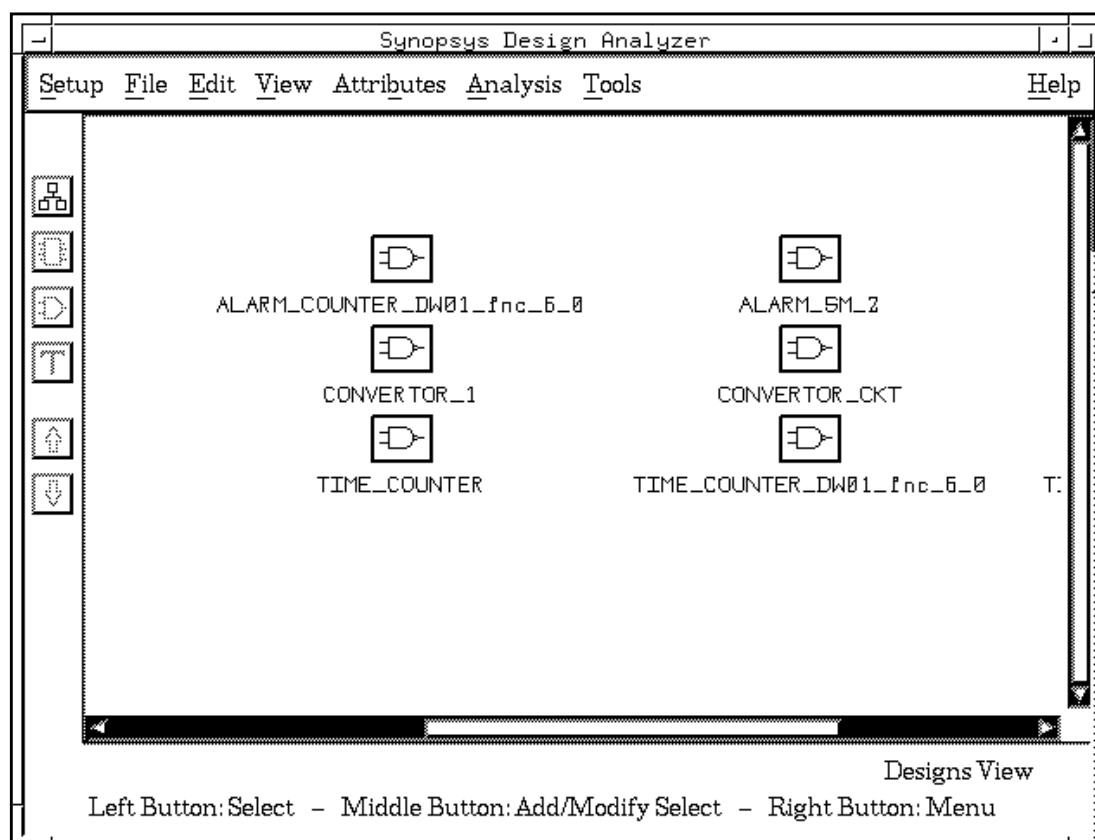 Synopsys Design Analyzer
Setup File Edit View Attributes Analysis Tools Help
ALARM_COUNTER_DW01_inc_6_0 ALARM_SM_2
CONVERTOR_1 CONVERTOR_CKT
TIME_COUNTER TIME_COUNTER_DW01_inc_6_0 TI
Designs View
Left Button: Select – Middle Button: Add/Modify Select – Right Button: Menu